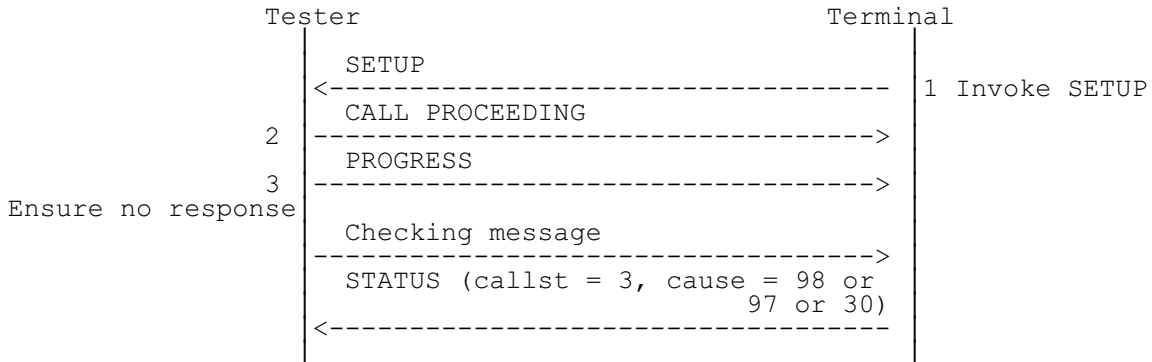 Tester Terminal
SETUP
1 Invoke SETUP
CALL PROCEEDING
2
PROGRESS
3
Ensure no response
Checking message
STATUS (callst = 3, cause = 98 or
97 or 30)